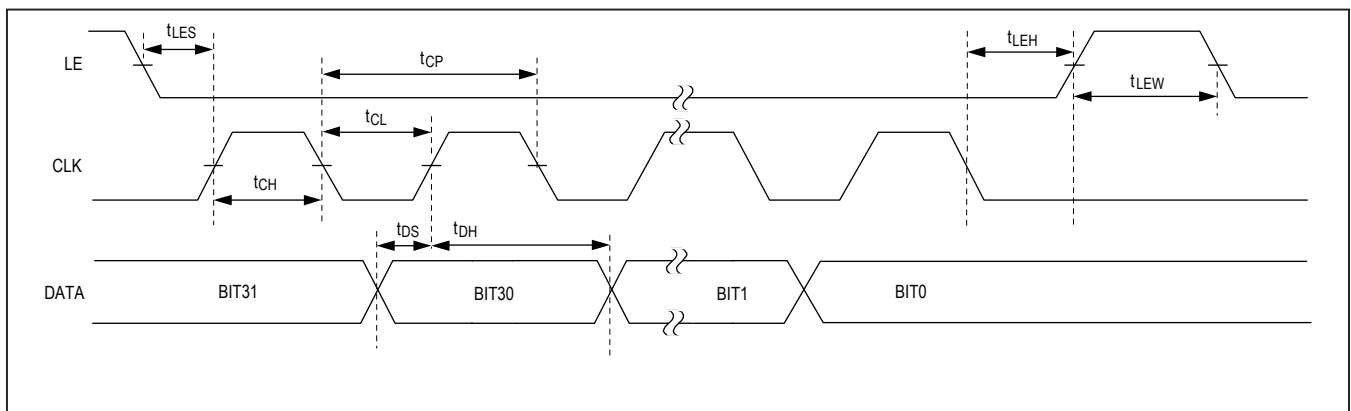 LE
tLES
tCP
tLEH
tLEW
CLK
tCH
tCL
tDS
tDH
DATA
BIT31
BIT30
BIT1
BIT0